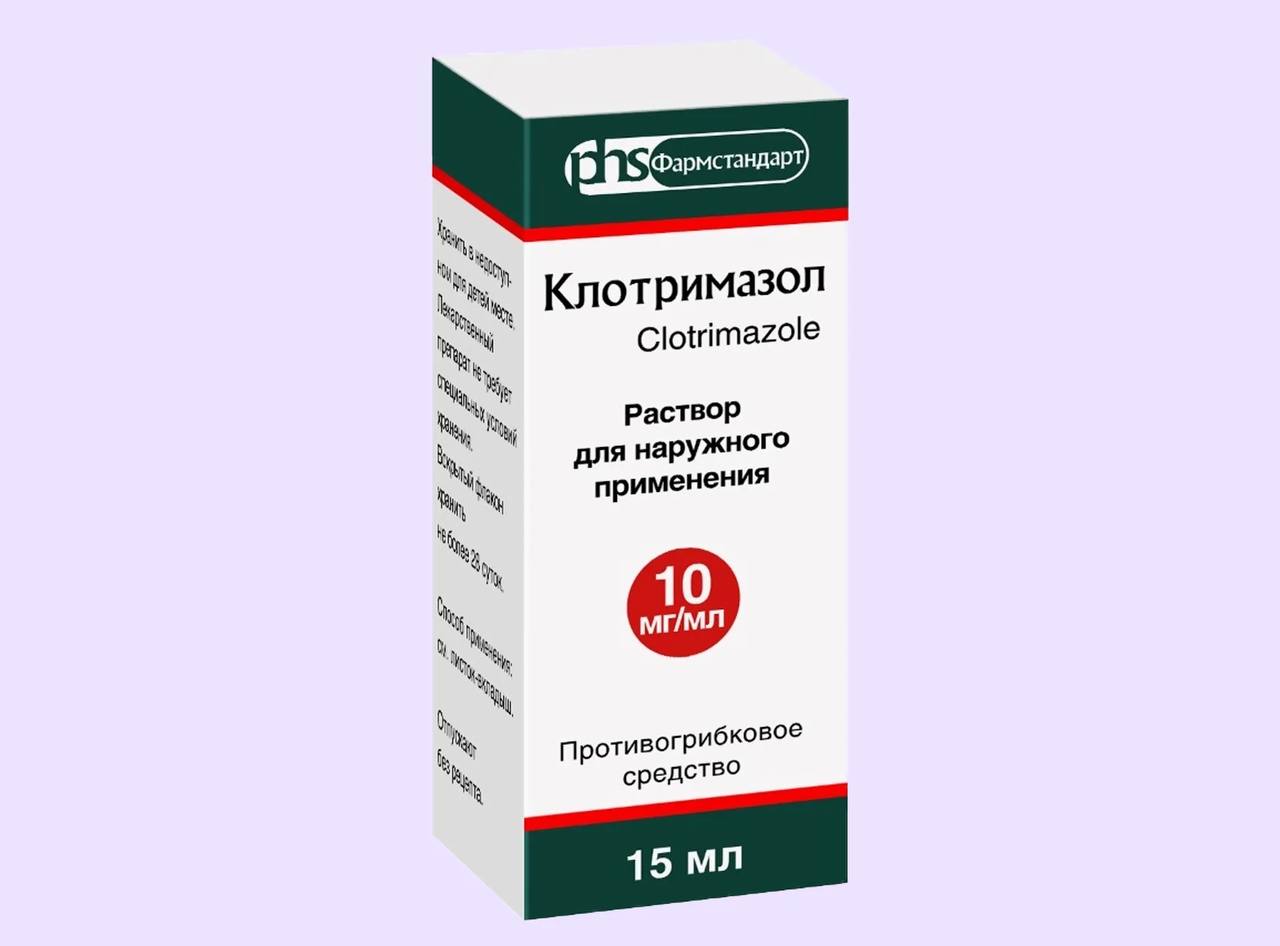 phs Фармстандарт
Клотримазол
Clotrimazole
Раствор
для наружного
применения
10
мг/мл
Противогрибковое
средство
15 мл
Хранить в недоступ-
ном для детей месте.
Лекарственный
препарат не требует
специальных условий
хранения.
Вскрытый флакон
хранить
не более 28 суток.
Способ применения:
см. листок-вкладыш.
Отпускают
без рецепта.